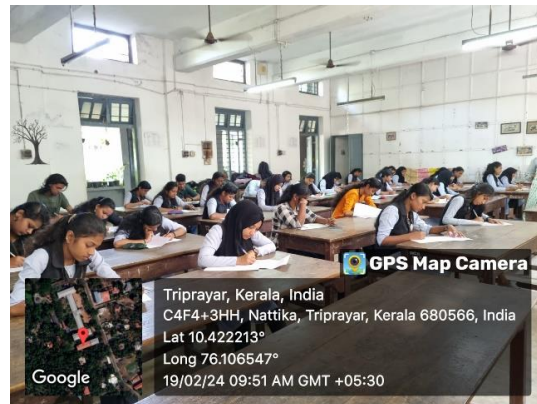 GPS Map Camera
Triprayar, Kerala, India
C4F4+3HH, Nattika, Triprayar, Kerala 680566, India
Lat 10.422213°
Long 76.106547°
19/02/24 09:51 AM GMT +05:30
Google